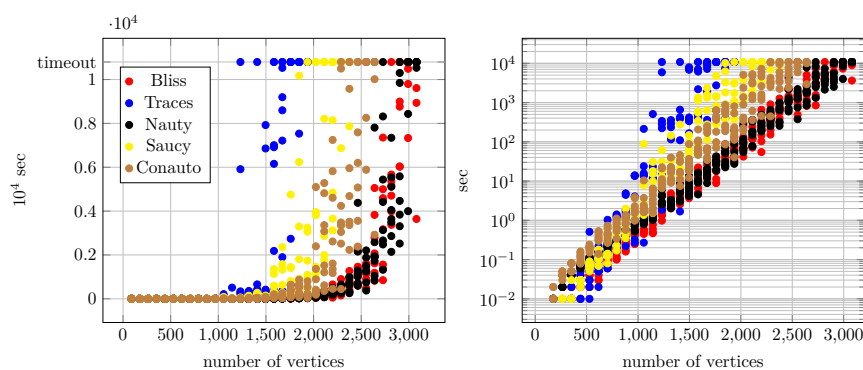 ·10⁴
timeout
1
0.8
0.6
0.4
0.2
0
10⁴ sec
Bliss
Traces
Nauty
Saucy
Conauto
0 500 1,000 1,500 2,000 2,500 3,000
number of vertices
10⁴
10³
10²
10¹
10⁰
10⁻¹
10⁻²
sec
0 500 1,000 1,500 2,000 2,500 3,000
number of vertices